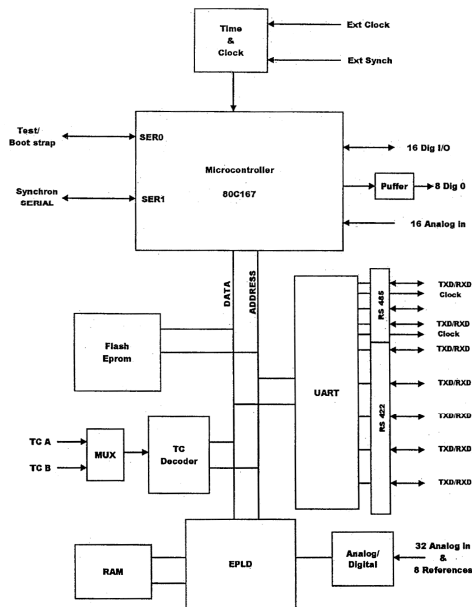 Time
&
Clock
Ext Clock
Ext Synch
Test/
Boot strap
SER0
Microcontroller
80C167
16 Dig I/O
Puffer
8 Dig 0
Synchron
SERIAL
SER1
16 Analog in
DATA
ADDRESS
Flash
Eprom
UART
RS 485
RS 422
TXD/RXD
Clock
TXD/RXD
Clock
TXD/RXD
TXD/RXD
TXD/RXD
TXD/RXD
TXD/RXD
TC A
TC B
MUX
TC
Decoder
RAM
EPLD
Analog/
Digital
32 Analog in
&
8 References